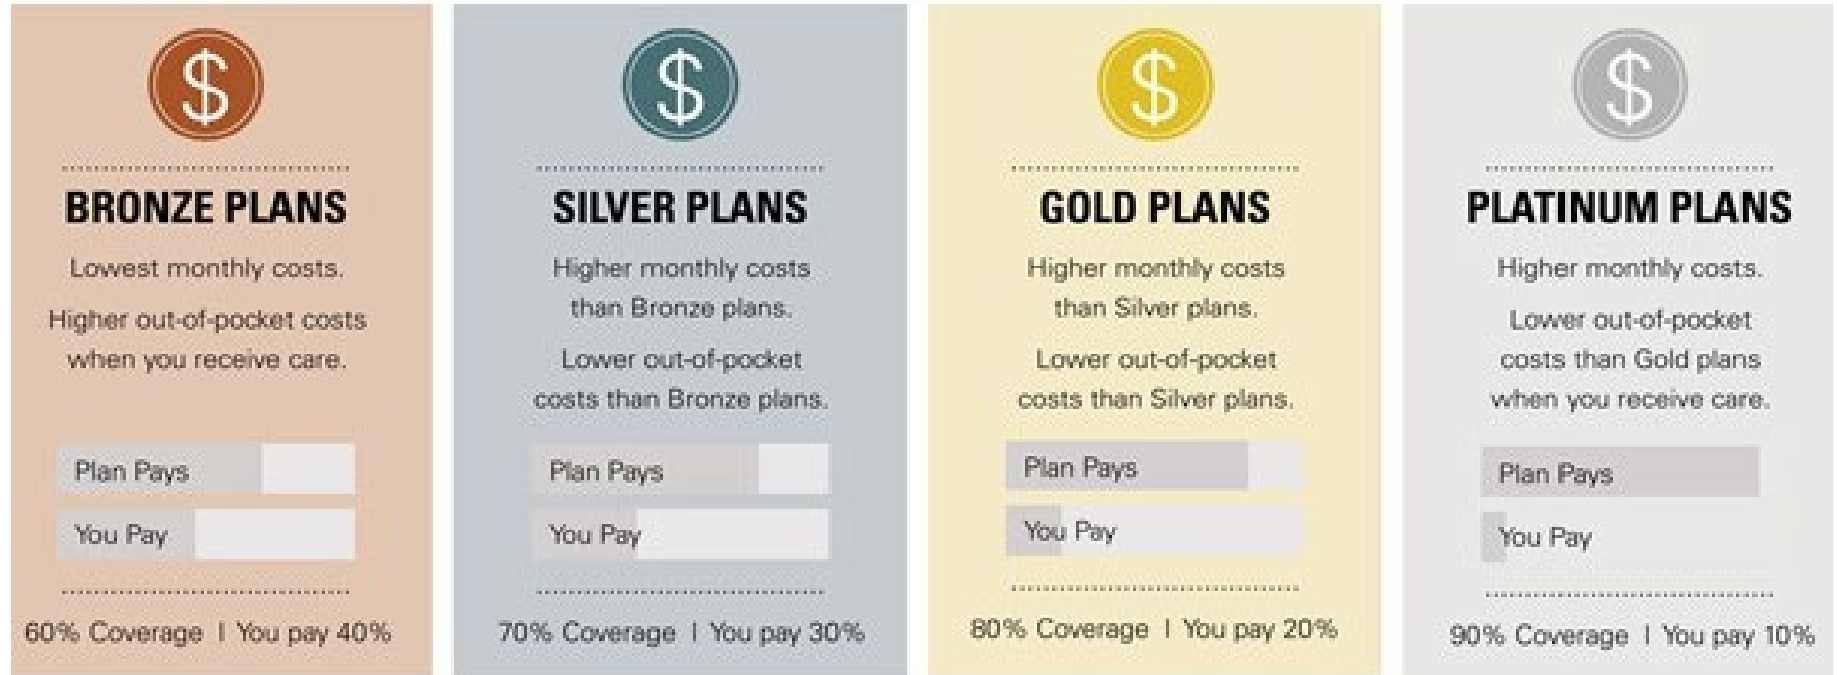 $
BRONZE PLANS
Lowest monthly costs.
Higher out-of-pocket costs
when you receive care.
Plan Pays
You Pay
60% Coverage | You pay 40%
$
SILVER PLANS
Higher monthly costs
than Bronze plans.
Lower out-of-pocket
costs than Bronze plans.
Plan Pays
You Pay
70% Coverage | You pay 30%
$
GOLD PLANS
Higher monthly costs
than Silver plans.
Lower out-of-pocket
costs than Silver plans.
Plan Pays
You Pay
80% Coverage | You pay 20%
$
PLATINUM PLANS
Higher monthly costs.
Lower out-of-pocket
costs than Gold plans
when you receive care.
Plan Pays
You Pay
90% Coverage | You pay 10%